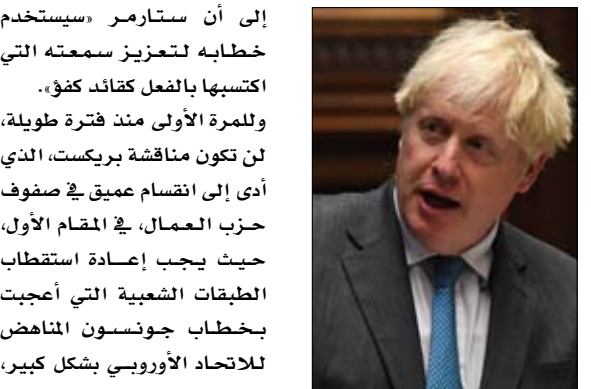 إلى أن ستارمر «سيستخدم
خطابه لتعزيز سمعته التي
اكتسبها بالفعل كقائد كفؤ».
وللمرة الأولى منذ فترة طويلة،
لن تكون مناقشة بريكست، الذي
أدى إلى انقسام عميق في صفوف
حزب العمال، في المقام الأول،
حيث يجب إعادة استقطاب
الطبقات الشعبية التي أعجبت
بخطاب جونسون المناهض
للاتحاد الأوروبي بشكل كبير،